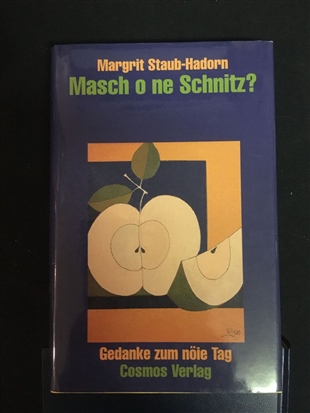 Margrit Staub-Hadorn
Masch o ne Schnitz?
Gedanke zum nöie Tag
Cosmos Verlag